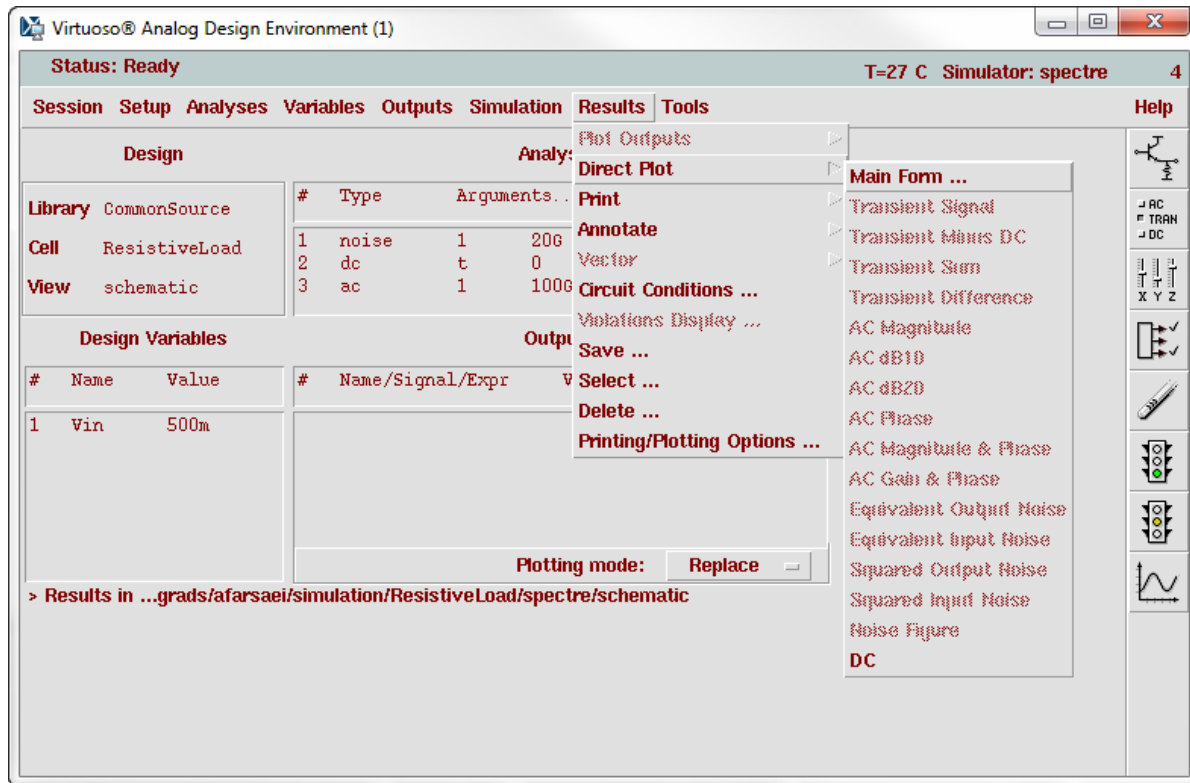 Virtuoso® Analog Design Environment (1)
Status: Ready
T=27 C Simulator: spectre 4
Session Setup Analyses Variables Outputs Simulation Results Tools Help
Design
Library CommonSource
Cell ResistiveLoad
View schematic
# Type Arguments..
1 noise 1 20G
2 dc t 0
3 ac 1 100G
Design Variables
# Name Value
1 Vin 500m
# Name/Signal/Expr
Plot Outputs
Direct Plot
Print
Annotate
Vector
Circuit Conditions ...
Violations Display ...
Save ...
Select ...
Delete ...
Printing/Plotting Options ...
Main Form ...
Transient Signal
Transient Minus DC
Transient Sum
Transient Difference
AC Magnitude
AC dB10
AC dB20
AC Phase
AC Magnitude & Phase
AC Gain & Phase
Equivalent Output Noise
Equivalent Input Noise
Squared Output Noise
Squared Input Noise
Noise Figure
DC
Plotting mode: Replace
> Results in ...grads/afarsaei/simulation/ResistiveLoad/spectre/schematic
AC
TRAN
DC
X Y Z